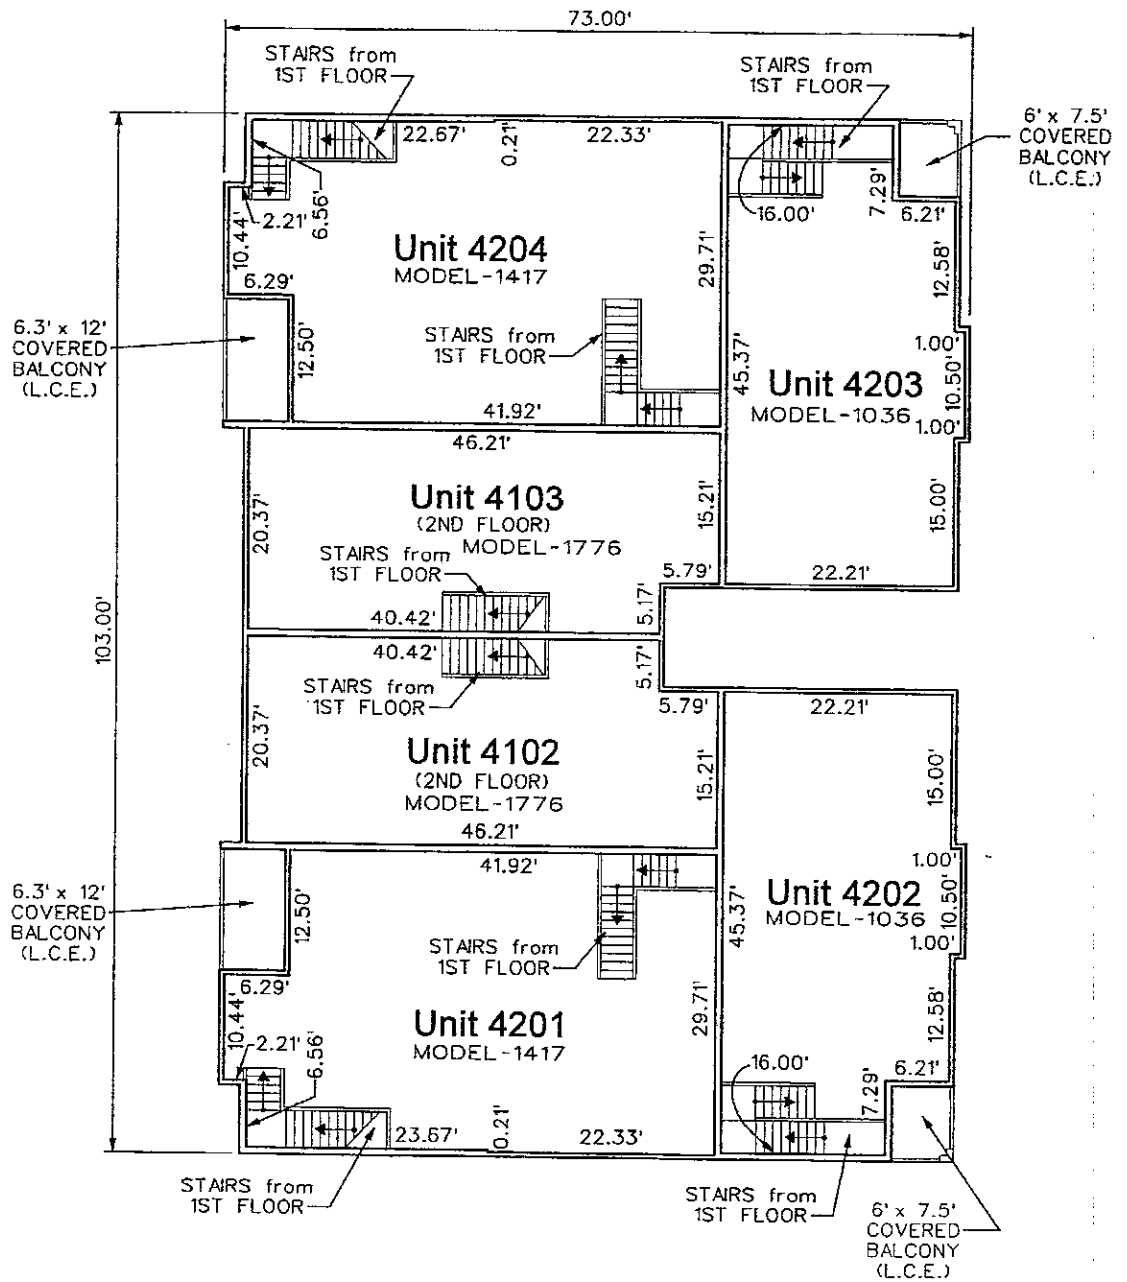 73.00'
STAIRS from
1ST FLOOR
STAIRS from
1ST FLOOR
6' x 7.5'
COVERED
BALCONY
(L.C.E.)
22.67'
0.21'
22.33'
6.56'
2.21'
10.44'
6.29'
16.00'
7.29'
6.21'
Unit 4204
MODEL-1417
29.71'
12.58'
6.3' x 12'
COVERED
BALCONY
(L.C.E.)
12.50'
STAIRS from
1ST FLOOR
45.37'
1.00'
Unit 4203
MODEL-1036
10.50'
1.00'
41.92'
46.21'
Unit 4103
(2ND FLOOR)
MODEL-1776
20.37'
15.21'
15.00'
STAIRS from
1ST FLOOR
5.79'
22.21'
40.42'
5.17'
103.00'
40.42'
5.17'
STAIRS from
1ST FLOOR
5.79'
22.21'
20.37'
Unit 4102
(2ND FLOOR)
MODEL-1776
15.21'
15.00'
46.21'
41.92'
1.00'
6.3' x 12'
COVERED
BALCONY
(L.C.E.)
12.50'
Unit 4202
MODEL-1036
10.50'
45.37'
1.00'
STAIRS from
1ST FLOOR
6.29'
10.44'
Unit 4201
MODEL-1417
29.71'
12.58'
2.21'
6.56'
16.00'
7.29'
6.21'
23.67'
0.21'
22.33'
STAIRS from
1ST FLOOR
STAIRS from
1ST FLOOR
6' x 7.5'
COVERED
BALCONY
(L.C.E.)